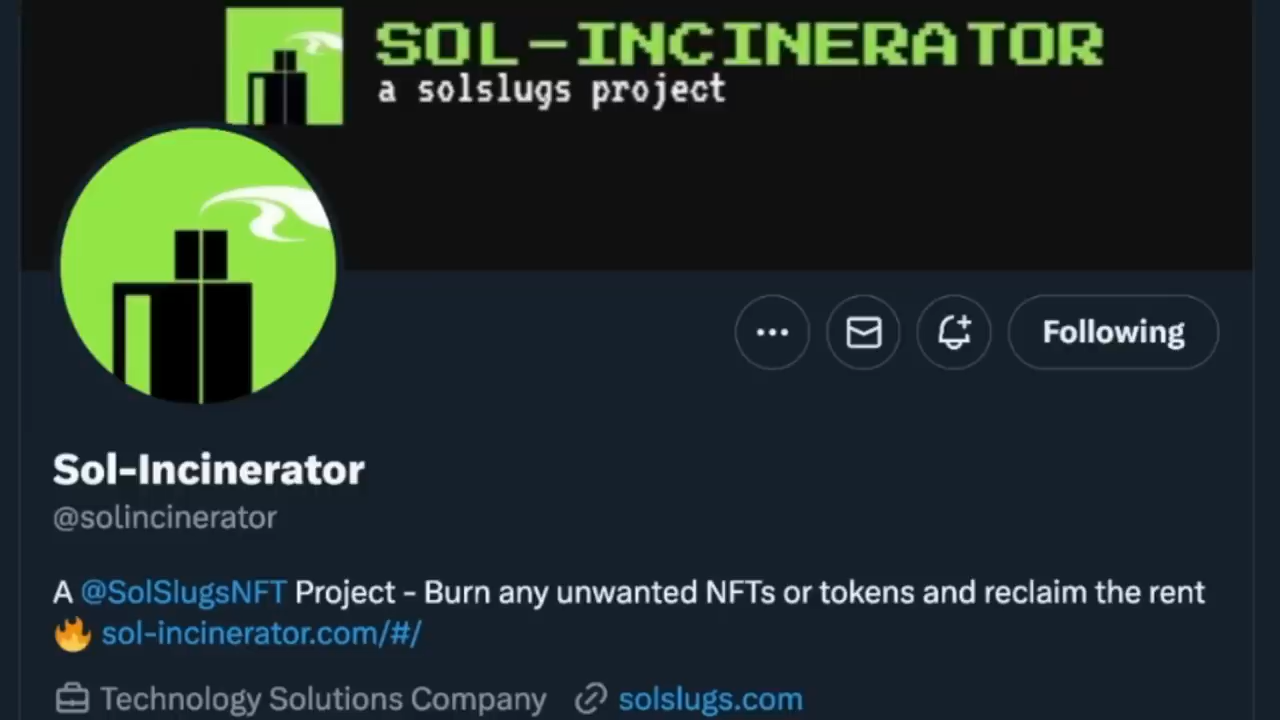 SOL-INCINERATOR
a solslugs project
Following
Sol-Incinerator
@solincinerator
A @SolSlugsNFT Project - Burn any unwanted NFTs or tokens and reclaim the rent
🔥 sol-incinerator.com/#/
Technology Solutions Company solslugs.com